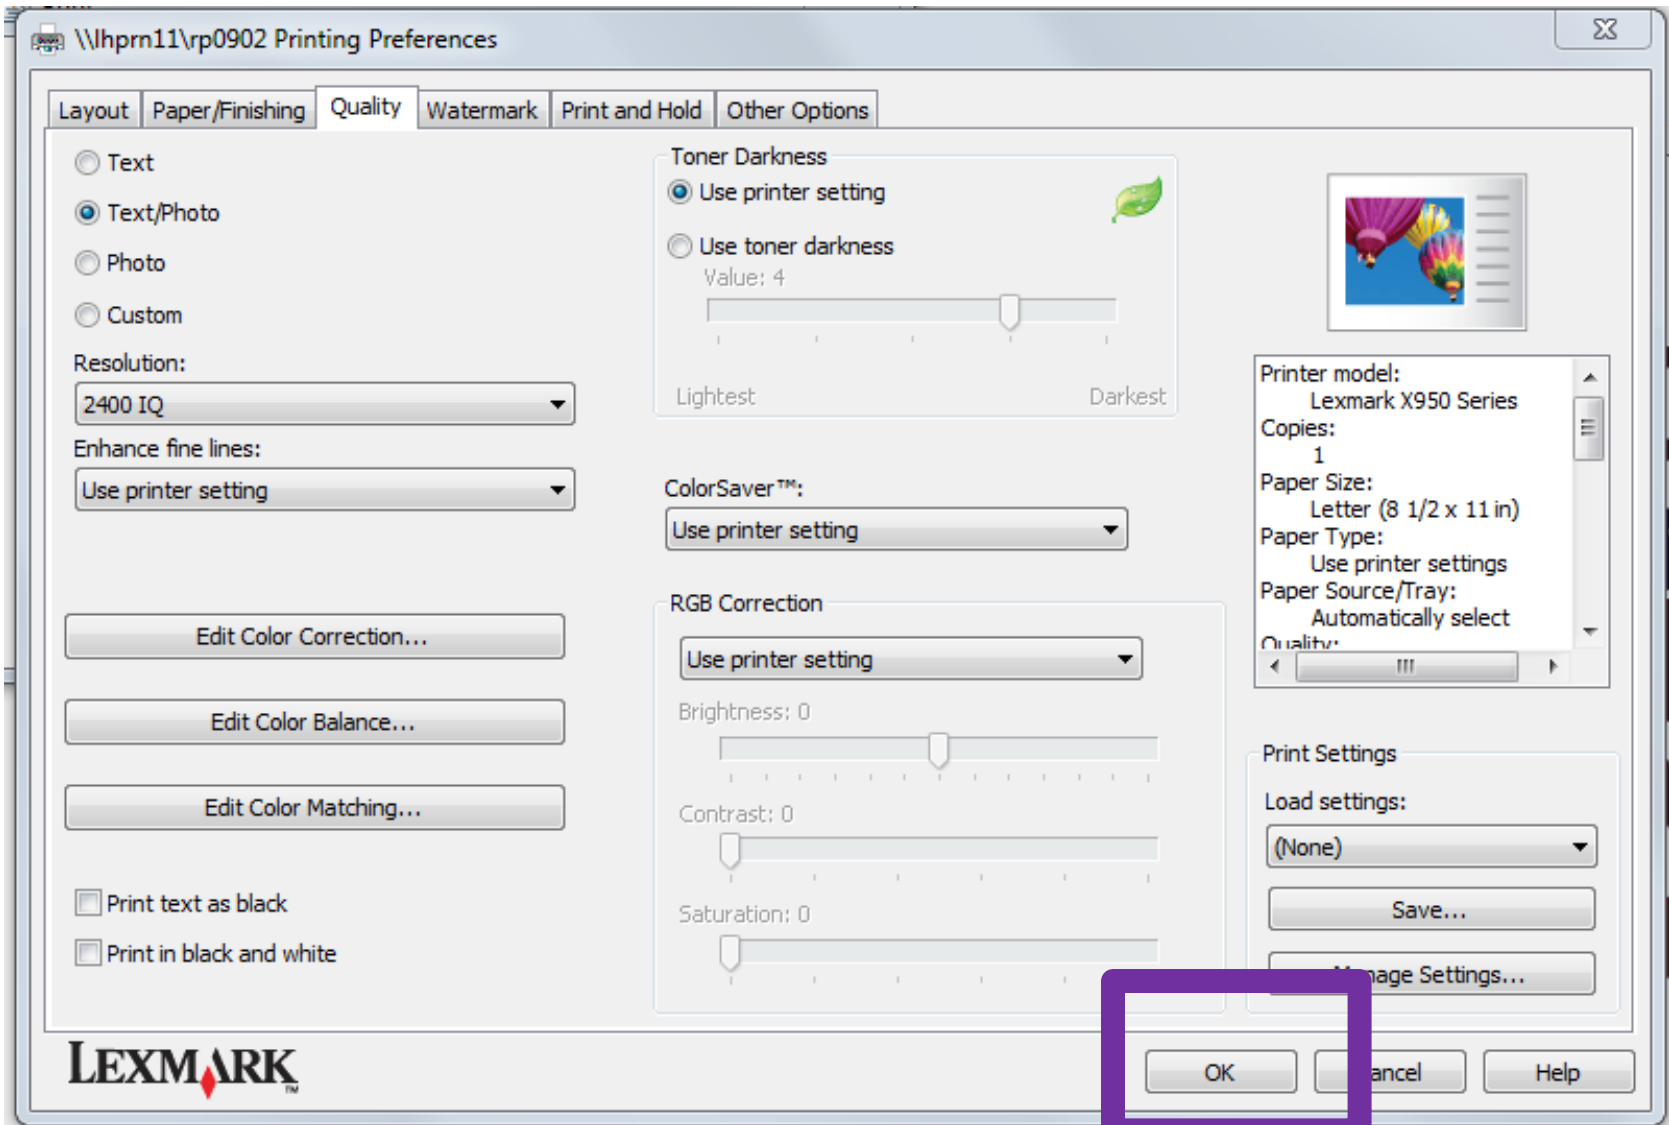 \\lhprn11\rp0902 Printing Preferences
Layout
Paper/Finishing
Quality
Watermark
Print and Hold
Other Options
Text
Text/Photo
Photo
Custom
Resolution:
2400 IQ
Enhance fine lines:
Use printer setting
Edit Color Correction...
Edit Color Balance...
Edit Color Matching...
Print text as black
Print in black and white
Toner Darkness
Use printer setting
Use toner darkness
Value: 4
Lightest
Darkest
ColorSaver™:
Use printer setting
RGB Correction
Use printer setting
Brightness: 0
Contrast: 0
Saturation: 0
Printer model:
Lexmark X950 Series
Copies:
1
Paper Size:
Letter (8 1/2 x 11 in)
Paper Type:
Use printer settings
Paper Source/Tray:
Automatically select
Quality:
Print Settings
Load settings:
(None)
Save...
Manage Settings...
LEXMARK™
OK
Cancel
Help